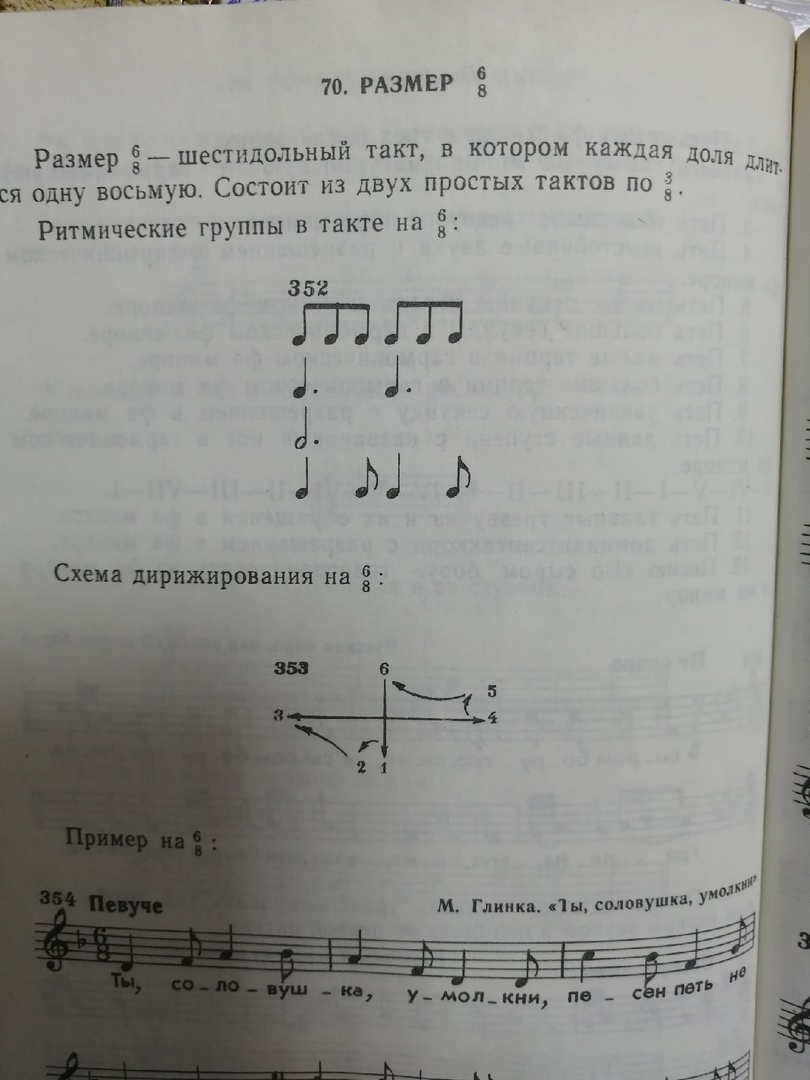 70. РАЗМЕР 6/8
Размер 6/8 — шестидольный такт, в котором каждая доля длит-
ся одну восьмую. Состоит из двух простых тактов по 3/8.
Ритмические группы в такте на 6/8:
352
Схема дирижирования на 6/8:
353 6
5
3 4
2 1
Пример на 6/8:
354 Певуче М. Глинка. «Ты, соловушка, умолкни»
6/8
Ты, со – ло – вуш – ка, у – мол – кни, пе – сен петь не